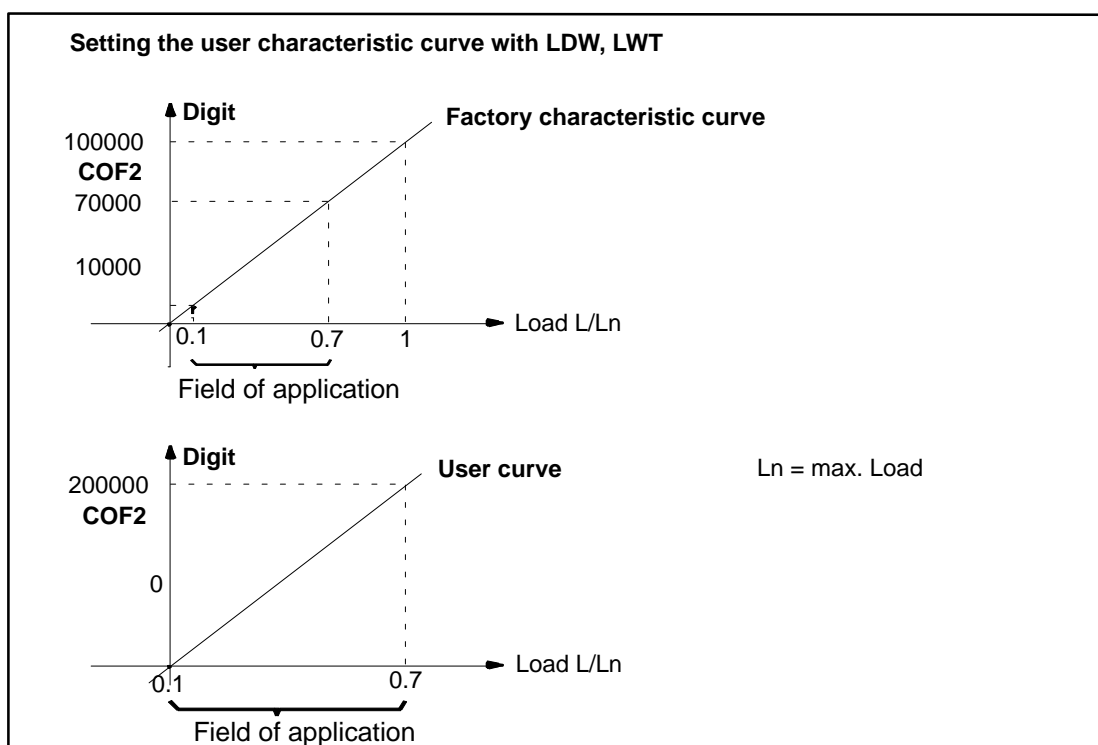 Setting the user characteristic curve with LDW, LWT
Digit
Factory characteristic curve
100000
COF2
70000
10000
0.1
0.7
1
Load L/Ln
Field of application
Digit
User curve
Ln = max. Load
200000
COF2
0
0.1
0.7
Load L/Ln
Field of application